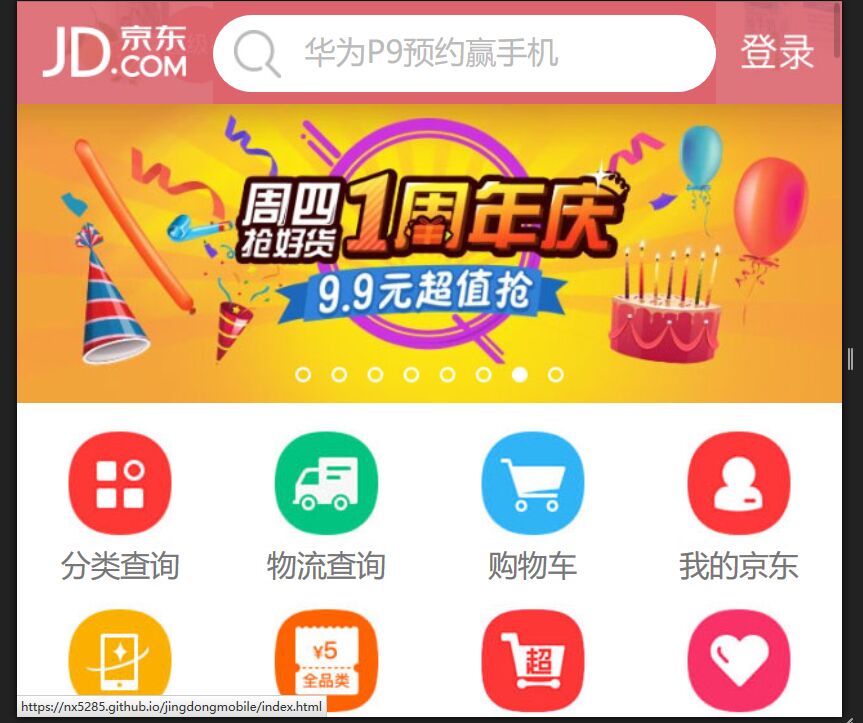 JD京东.COM
华为P9预约赢手机
登录
周四
抢好货
1周年庆
9.9元超值抢
分类查询
物流查询
购物车
我的京东
¥5
全品类
超
https://nx5285.github.io/jingdongmobile/index.html